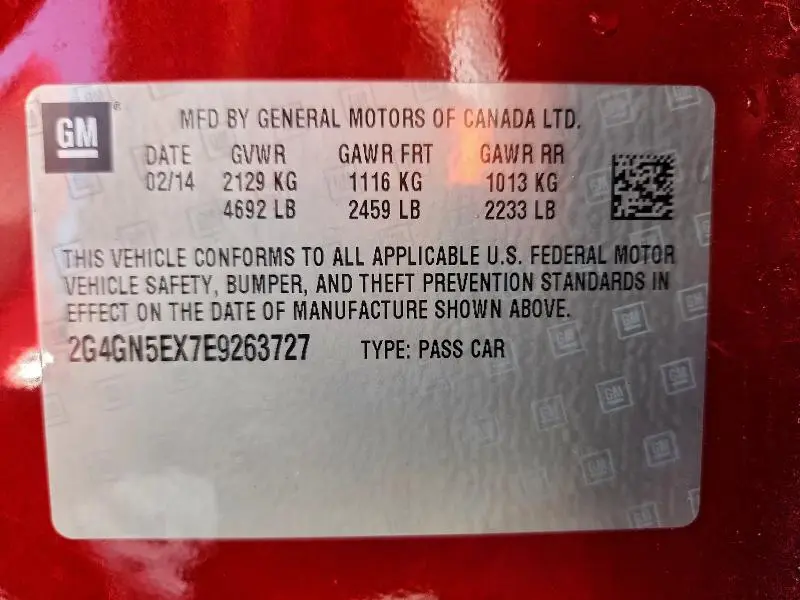 GM®
MFD BY GENERAL MOTORS OF CANADA LTD.
DATE GVWR GAWR FRT GAWR RR
02/14 2129 KG 1116 KG 1013 KG
4692 LB 2459 LB 2233 LB
THIS VEHICLE CONFORMS TO ALL APPLICABLE U.S. FEDERAL MOTOR
VEHICLE SAFETY, BUMPER, AND THEFT PREVENTION STANDARDS IN
EFFECT ON THE DATE OF MANUFACTURE SHOWN ABOVE.
2G4GN5EX7E9263727 TYPE: PASS CAR